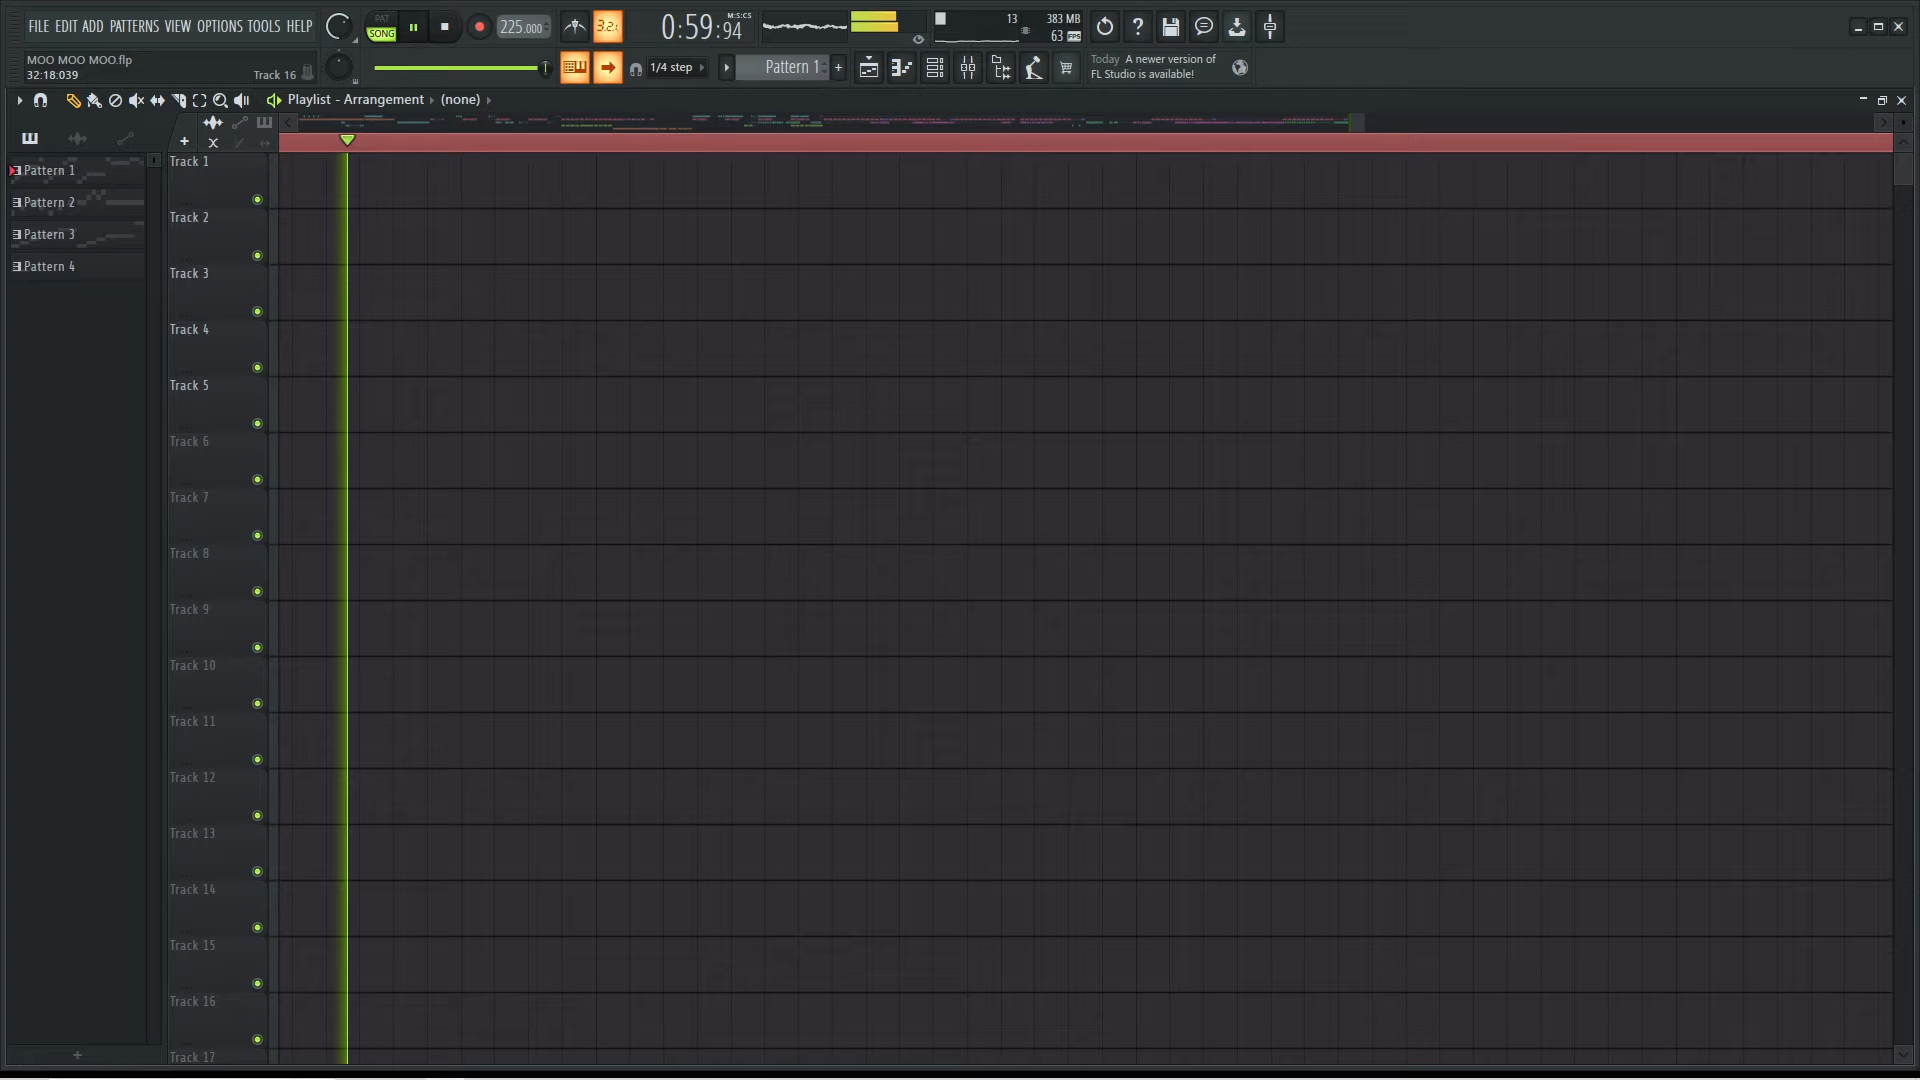 FILE EDIT ADD PATTERNS VIEW OPTIONS TOOLS HELP
PAT
SONG
225.000
3.2.
0:59:94
M:S:CS
13
383 MB
63 FPS
MOO MOO MOO.flp
32:18:039
Track 16
1/4 step
Pattern 1
Today A newer version of
FL Studio is available!
Playlist - Arrangement (none)
Pattern 1
Pattern 2
Pattern 3
Pattern 4
Track 1
Track 2
Track 3
Track 4
Track 5
Track 6
Track 7
Track 8
Track 9
Track 10
Track 11
Track 12
Track 13
Track 14
Track 15
Track 16
Track 17